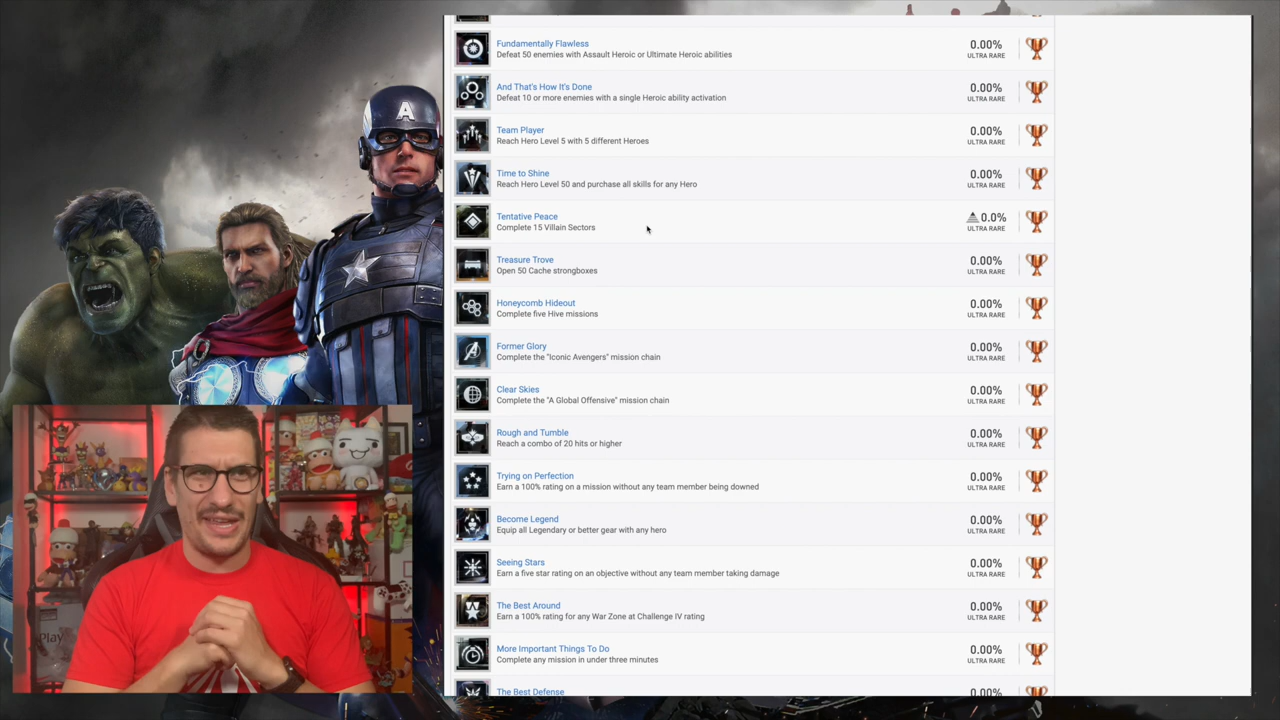 Fundamentally Flawless
Defeat 50 enemies with Assault Heroic or Ultimate Heroic abilities
0.00%
ULTRA RARE
And That's How It's Done
Defeat 10 or more enemies with a single Heroic ability activation
0.00%
ULTRA RARE
Team Player
Reach Hero Level 5 with 5 different Heroes
0.00%
ULTRA RARE
Time to Shine
Reach Hero Level 50 and purchase all skills for any Hero
0.00%
ULTRA RARE
Tentative Peace
Complete 15 Villain Sectors
0.0%
ULTRA RARE
Treasure Trove
Open 50 Cache strongboxes
0.00%
ULTRA RARE
Honeycomb Hideout
Complete five Hive missions
0.00%
ULTRA RARE
Former Glory
Complete the "Iconic Avengers" mission chain
0.00%
ULTRA RARE
Clear Skies
Complete the "A Global Offensive" mission chain
0.00%
ULTRA RARE
Rough and Tumble
Reach a combo of 20 hits or higher
0.00%
ULTRA RARE
Trying on Perfection
Earn a 100% rating on a mission without any team member being downed
0.00%
ULTRA RARE
Become Legend
Equip all Legendary or better gear with any hero
0.00%
ULTRA RARE
Seeing Stars
Earn a five star rating on an objective without any team member taking damage
0.00%
ULTRA RARE
The Best Around
Earn a 100% rating for any War Zone at Challenge IV rating
0.00%
ULTRA RARE
More Important Things To Do
Complete any mission in under three minutes
0.00%
ULTRA RARE
The Best Defense
0.00%
A
Play